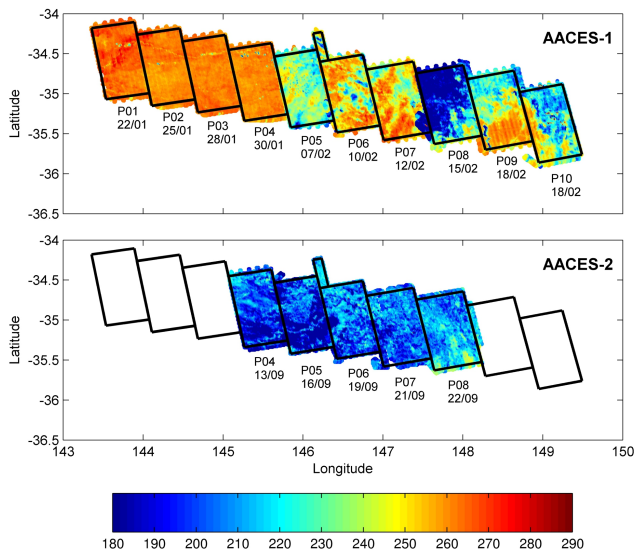 -34
AACES-1
-34.5
-35
-35.5
-36
-36.5
Latitude
P01
22/01
P02
25/01
P03
28/01
P04
30/01
P05
07/02
P06
10/02
P07
12/02
P08
15/02
P09
18/02
P10
18/02
-34
AACES-2
-34.5
-35
-35.5
-36
-36.5
Latitude
P04
13/09
P05
16/09
P06
19/09
P07
21/09
P08
22/09
143 144 145 146 147 148 149 150
Longitude
180 190 200 210 220 230 240 250 260 270 280 290